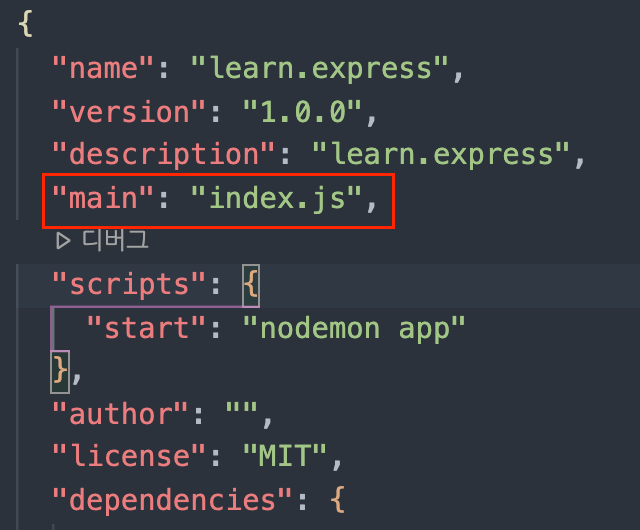 {
"name": "learn.express",
"version": "1.0.0",
"description": "learn.express",
"main": "index.js",
▷ 디버그
"scripts": {
"start": "nodemon app"
},
"author": "",
"license": "MIT",
"dependencies": {